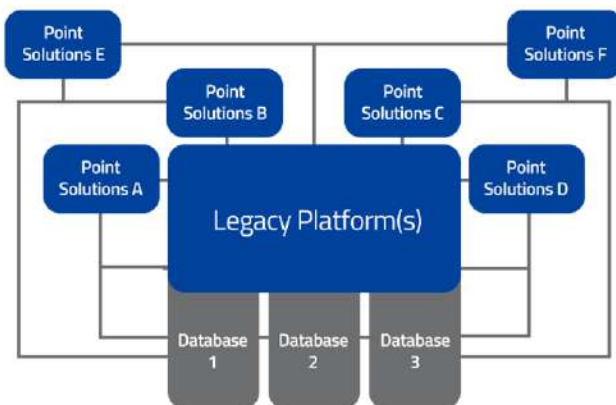 Point
Solutions E
Point
Solutions F
Point
Solutions B
Point
Solutions C
Point
Solutions A
Point
Solutions D
Legacy Platform(s)
Database
1
Database
2
Database
3